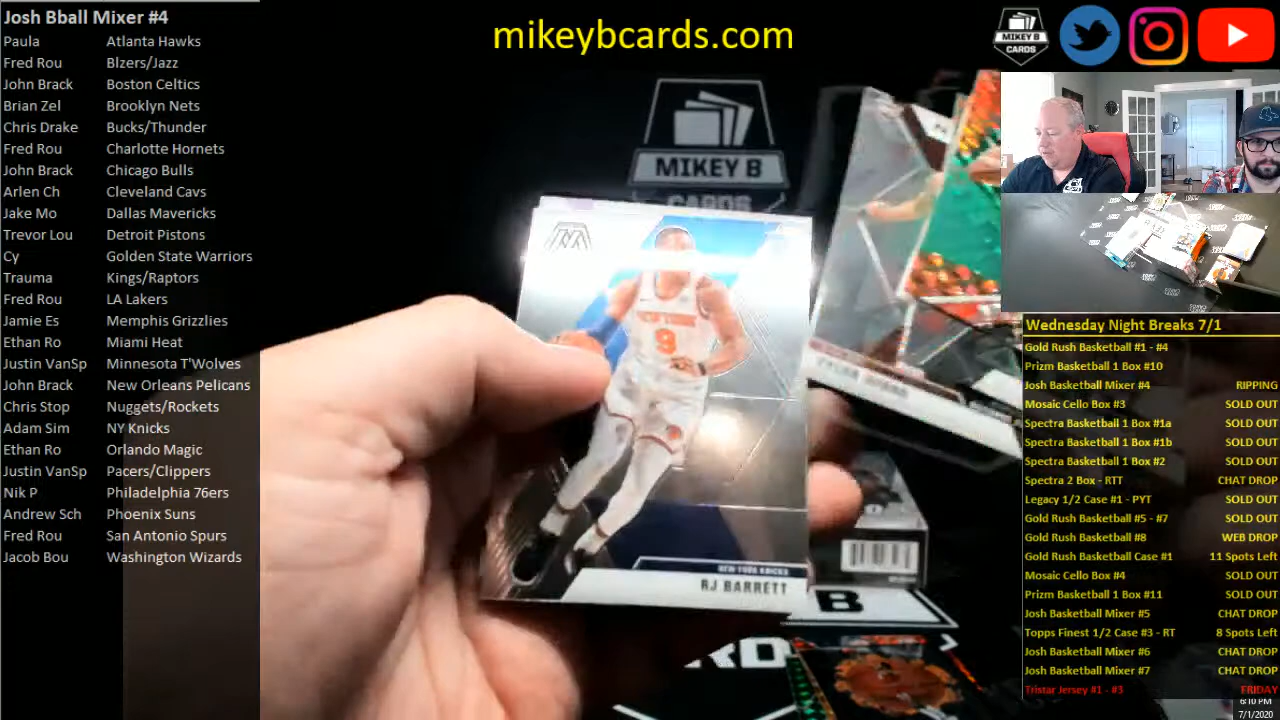 Josh Bball Mixer #4
Paula Atlanta Hawks
Fred Rou Blzers/Jazz
John Brack Boston Celtics
Brian Zel Brooklyn Nets
Chris Drake Bucks/Thunder
Fred Rou Charlotte Hornets
John Brack Chicago Bulls
Arlen Ch Cleveland Cavs
Jake Mo Dallas Mavericks
Trevor Lou Detroit Pistons
Cy Golden State Warriors
Trauma Kings/Raptors
Fred Rou LA Lakers
Jamie Es Memphis Grizzlies
Ethan Ro Miami Heat
Justin VanSp Minnesota T'Wolves
John Brack New Orleans Pelicans
Chris Stop Nuggets/Rockets
Adam Sim NY Knicks
Ethan Ro Orlando Magic
Justin VanSp Pacers/Clippers
Nik P Philadelphia 76ers
Andrew Sch Phoenix Suns
Fred Rou San Antonio Spurs
Jacob Bou Washington Wizards
mikeybcards.com
MIKEY B
CARDS
MIKEY B
CARDS
NEW YORK
9
NEW YORK KNICKS
RJ BARRETT
B
Wednesday Night Breaks 7/1
Gold Rush Basketball #1 - #4
Prizm Basketball 1 Box #10
Josh Basketball Mixer #4 RIPPING
Mosaic Cello Box #3 SOLD OUT
Spectra Basketball 1 Box #1a SOLD OUT
Spectra Basketball 1 Box #1b SOLD OUT
Spectra Basketball 1 Box #2 SOLD OUT
Spectra 2 Box - RTT CHAT DROP
Legacy 1/2 Case #1 - PYT SOLD OUT
Gold Rush Basketball #5 - #7 SOLD OUT
Gold Rush Basketball #8 WEB DROP
Gold Rush Basketball Case #1 11 Spots Left
Mosaic Cello Box #4 SOLD OUT
Prizm Basketball 1 Box #11 SOLD OUT
Josh Basketball Mixer #5 CHAT DROP
Topps Finest 1/2 Case #3 - RT 8 Spots Left
Josh Basketball Mixer #6 CHAT DROP
Josh Basketball Mixer #7 CHAT DROP
Tristar Jersey #1 - #3 FRIDAY
6:10 PM
7/1/2020